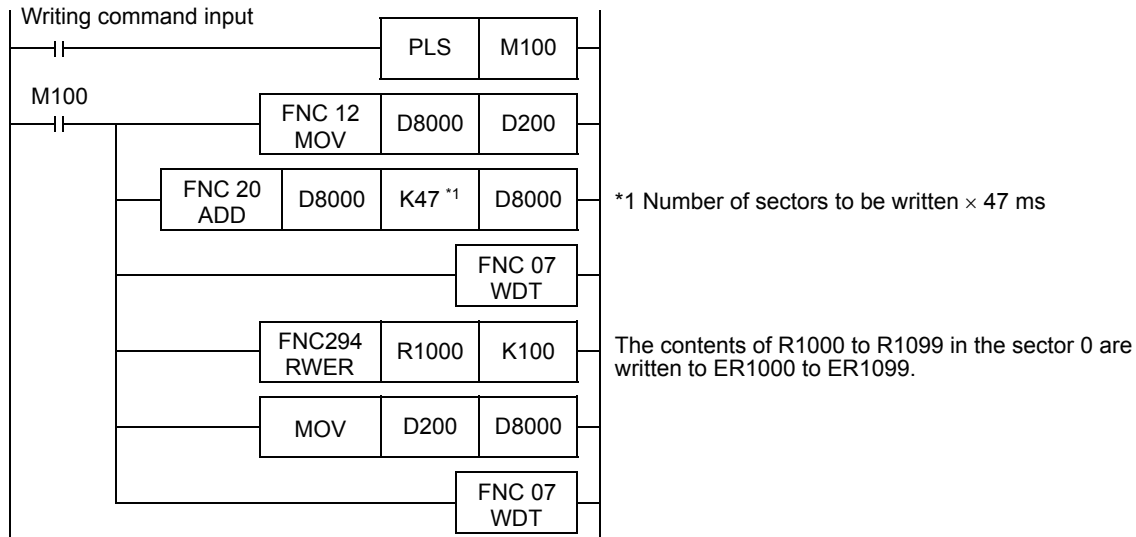 Writing command input
PLS M100
M100
FNC 12
MOV D8000 D200
FNC 20
ADD D8000 K47 *1 D8000
*1 Number of sectors to be written × 47 ms
FNC 07
WDT
FNC294
RWER R1000 K100
The contents of R1000 to R1099 in the sector 0 are
written to ER1000 to ER1099.
MOV D200 D8000
FNC 07
WDT